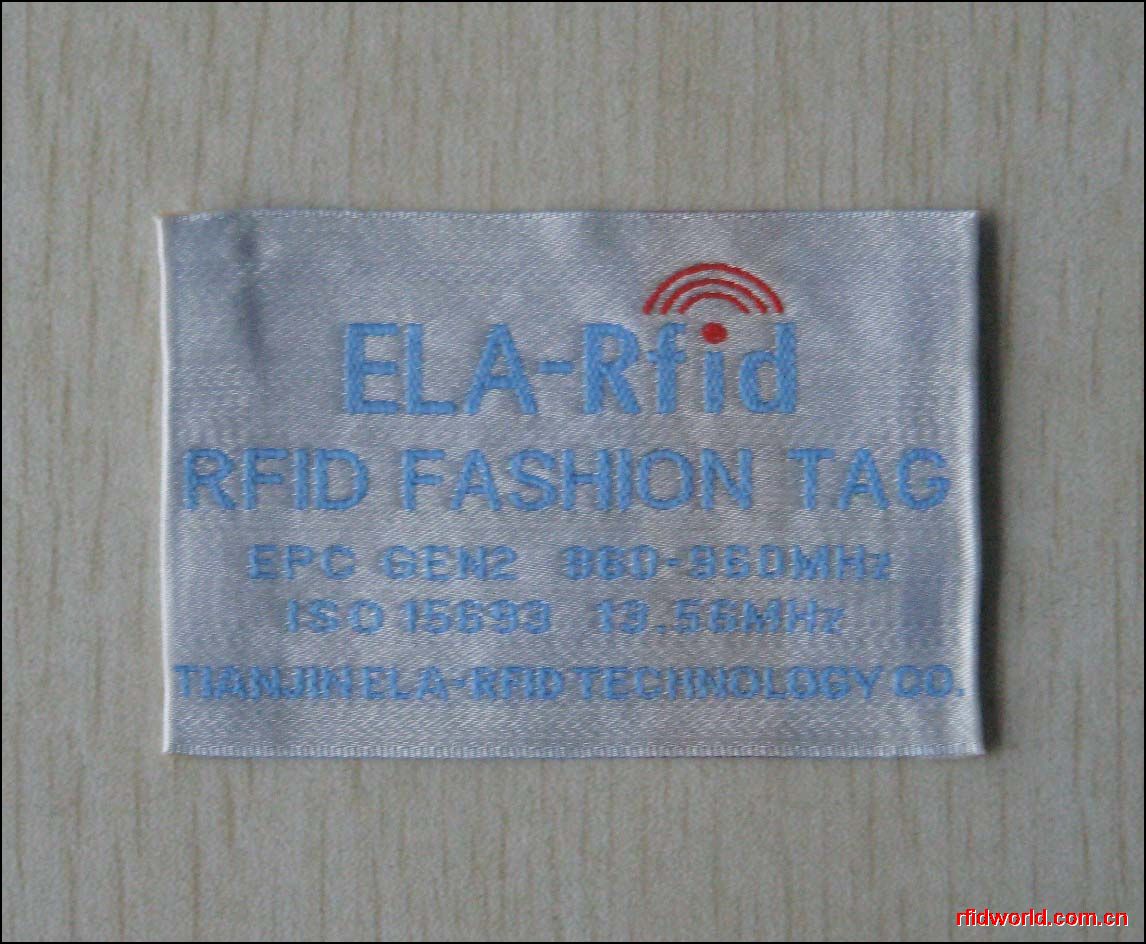 ELA-Rfid
RFID FASHION TAG
EPC GEN2 860-960MHz
ISO 15693 13.56MHz
TIANJIN ELA-RFID TECHNOLOGY CO.
rfidworld.com.cn